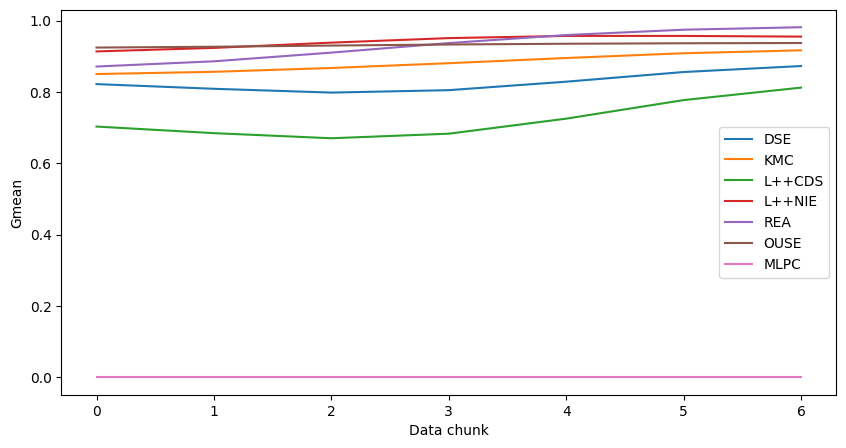 1.0
0.8
0.6
0.4
0.2
0.0
Gmean
0 1 2 3 4 5 6
Data chunk
DSE
KMC
L++CDS
L++NIE
REA
OUSE
MLPC